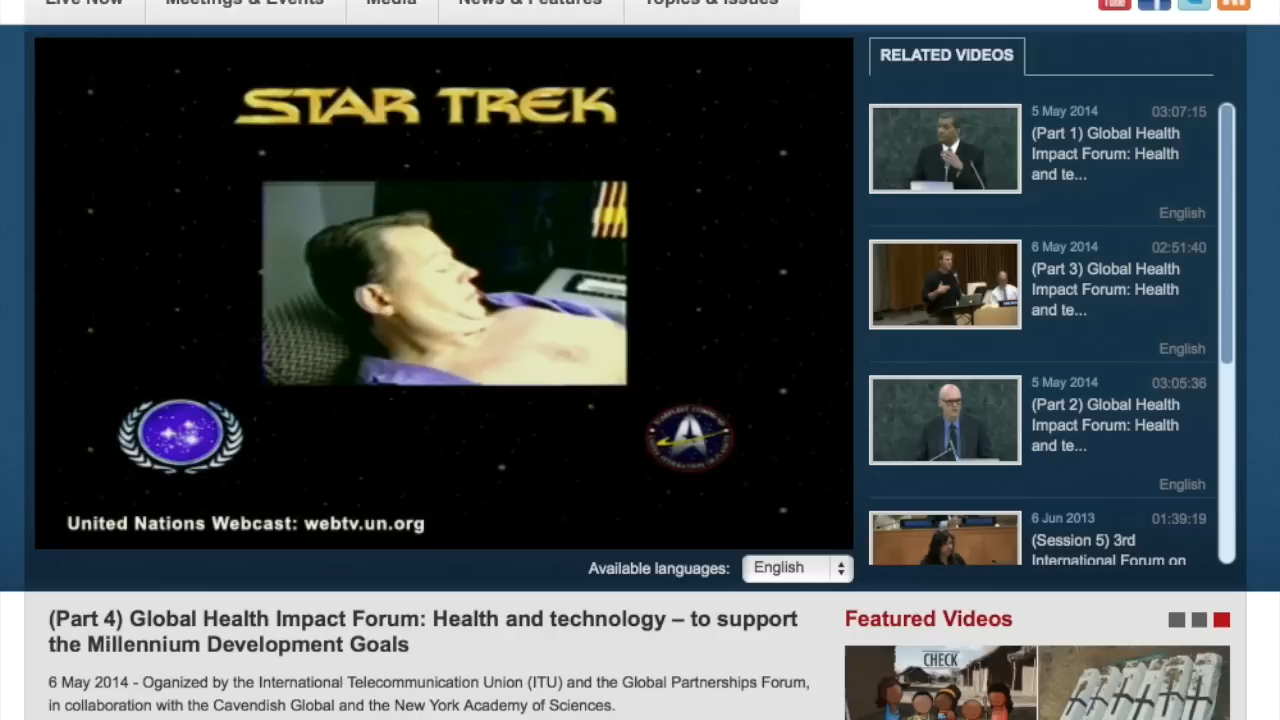 Live Now
Meetings & Events
Media
News & Features
Topics & Issues
Tube
STAR TREK
United Nations Webcast: webtv.un.org
Available languages:
English
RELATED VIDEOS
5 May 2014
03:07:15
(Part 1) Global Health
Impact Forum: Health
and te...
English
6 May 2014
02:51:40
(Part 3) Global Health
Impact Forum: Health
and te...
English
5 May 2014
03:05:36
(Part 2) Global Health
Impact Forum: Health
and te...
English
6 Jun 2013
01:39:19
(Session 5) 3rd
International Forum on
(Part 4) Global Health Impact Forum: Health and technology – to support
the Millennium Development Goals
6 May 2014 - Oganized by the International Telecommunication Union (ITU) and the Global Partnerships Forum,
in collaboration with the Cavendish Global and the New York Academy of Sciences.
Featured Videos
CHECK